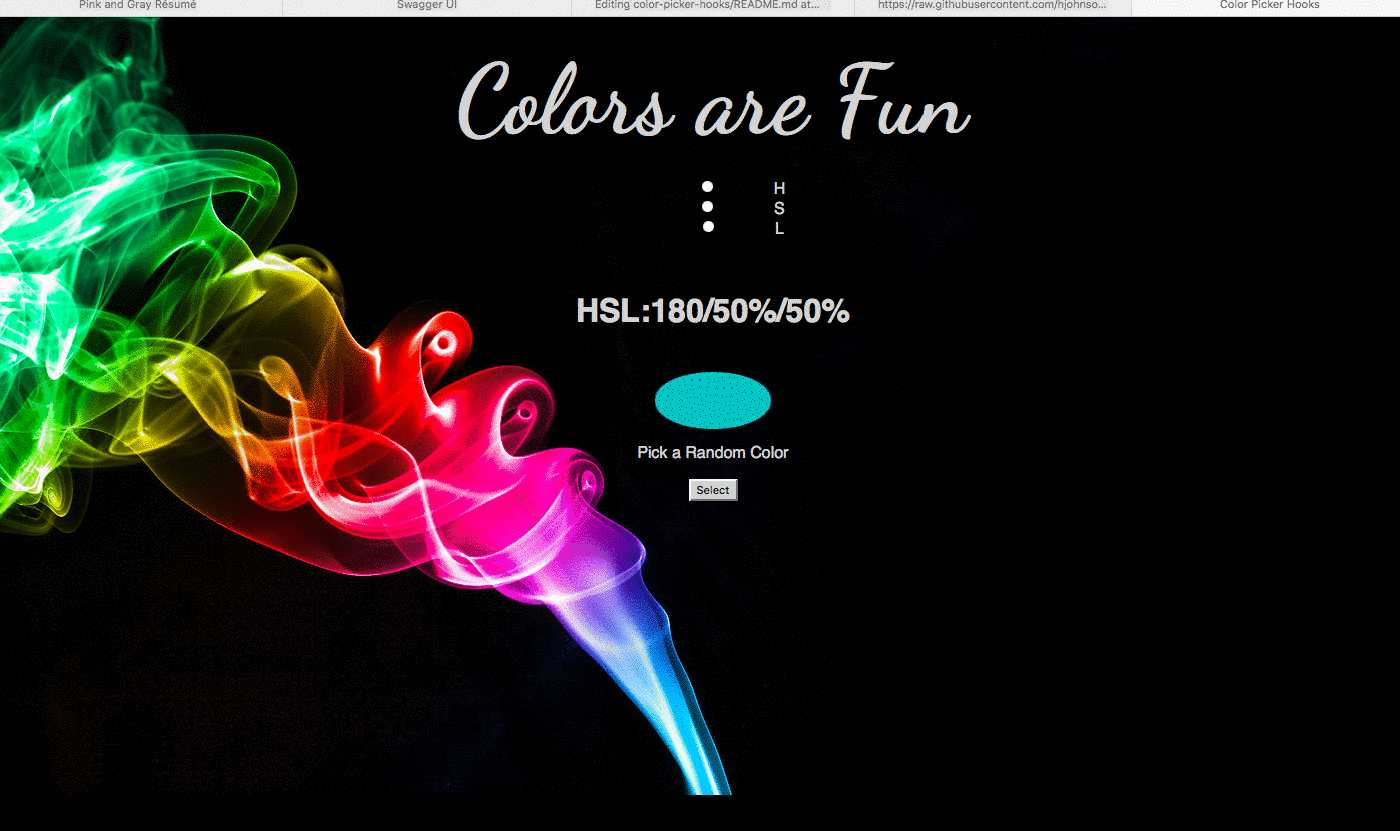 Pink and Gray Résumé
Swagger UI
Editing color-picker-hooks/README.md at...
https://raw.githubusercontent.com/hjohnso...
Color Picker Hooks
Colors are Fun
H
S
L
HSL:180/50%/50%
Pick a Random Color
Select